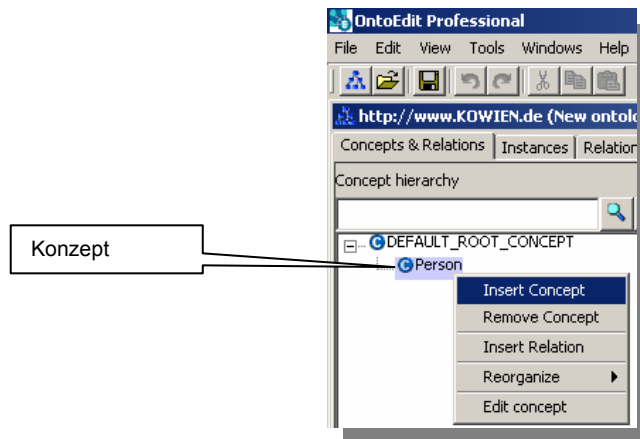 OntoEdit Professional
File Edit View Tools Windows Help
http://www.KOWIEN.de (New ontolo
Concepts & Relations Instances Relation
Concept hierarchy
DEFAULT_ROOT_CONCEPT
Konzept
Person
Insert Concept
Remove Concept
Insert Relation
Reorganize
Edit concept